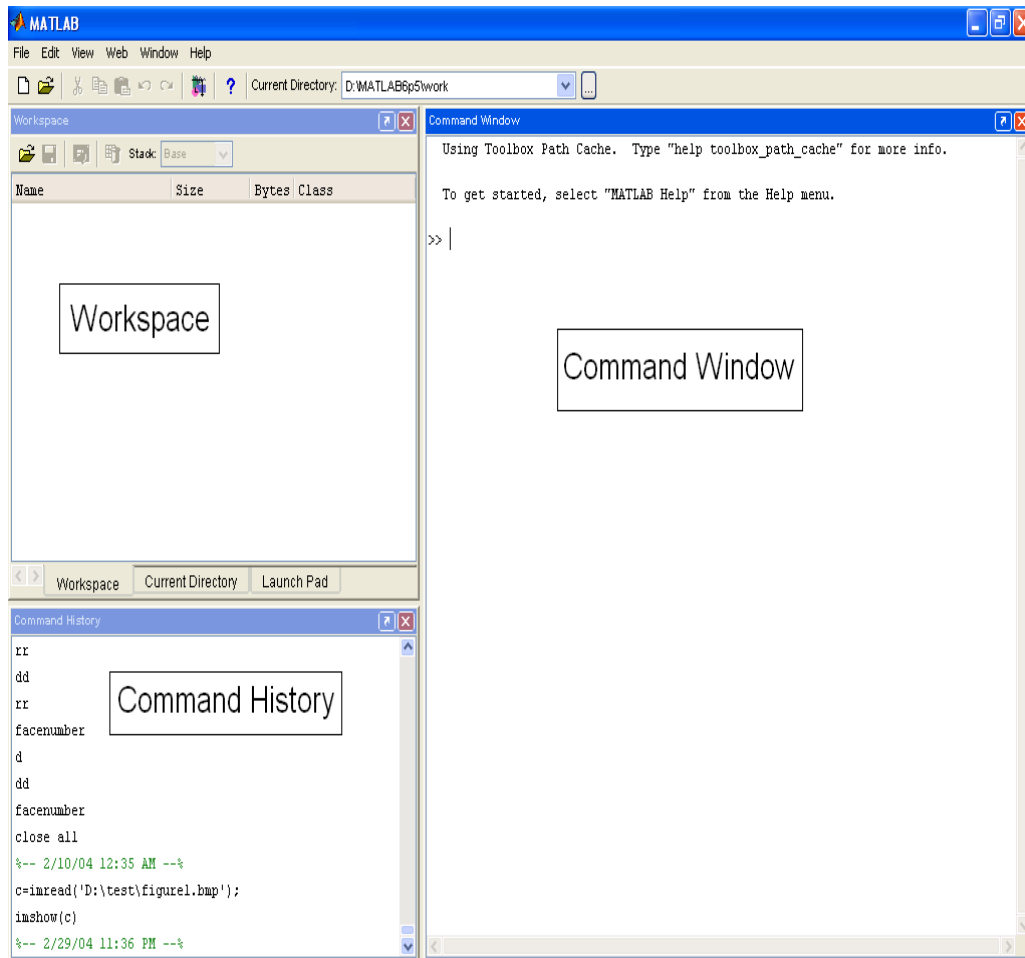 MATLAB
File Edit View Web Window Help
Current Directory: D:\MATLAB6p5\work
...
Workspace
Stack: Base
Name Size Bytes Class
Workspace
Workspace Current Directory Launch Pad
Command History
rr
dd
rr
Command History
facenumber
d
dd
facenumber
close all
%-- 2/10/04 12:35 AM --%
c=imread('D:\test\figure1.bmp');
imshow(c)
%-- 2/29/04 11:36 PM --%
Command Window
Using Toolbox Path Cache. Type "help toolbox_path_cache" for more info.
To get started, select "MATLAB Help" from the Help menu.
>>
Command Window